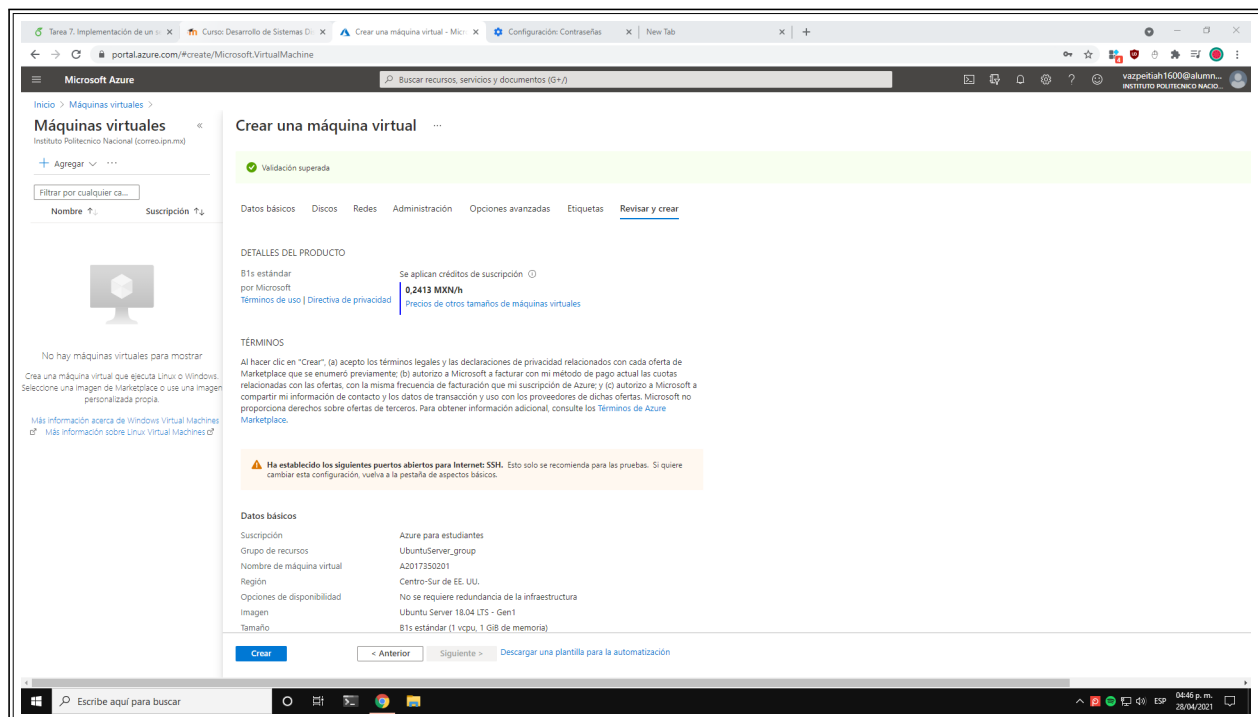 Tarea 7. Implementación de un s
Curso: Desarrollo de Sistemas Di
Crear una máquina virtual - Micr
Configuración: Contraseñas
New Tab
portal.azure.com/#create/Microsoft.VirtualMachine
Microsoft Azure
Buscar recursos, servicios y documentos (G+/)
vazpeitiah1600@alumn...
INSTITUTO POLITECNICO NACIO...
Inicio > Máquinas virtuales >
Máquinas virtuales «
Instituto Politecnico Nacional (correo.ipn.mx)
+ Agregar ···
Filtrar por cualquier ca...
Nombre ↑↓ Suscripción ↑↓
No hay máquinas virtuales para mostrar
Crea una máquina virtual que ejecuta Linux o Windows.
Seleccione una imagen de Marketplace o use una imagen
personalizada propia.
Más información acerca de Windows Virtual Machines
Más información sobre Linux Virtual Machines
Crear una máquina virtual ···
Validación superada
Datos básicos Discos Redes Administración Opciones avanzadas Etiquetas Revisar y crear
DETALLES DEL PRODUCTO
B1s estándar
por Microsoft
Términos de uso | Directiva de privacidad
Se aplican créditos de suscripción
0,2413 MXN/h
Precios de otros tamaños de máquinas virtuales
TÉRMINOS
Al hacer clic en "Crear", (a) acepto los términos legales y las declaraciones de privacidad relacionados con cada oferta de
Marketplace que se enumeró previamente; (b) autorizo a Microsoft a facturar con mi método de pago actual las cuotas
relacionadas con las ofertas, con la misma frecuencia de facturación que mi suscripción de Azure; y (c) autorizo a Microsoft a
compartir mi información de contacto y los datos de transacción y uso con los proveedores de dichas ofertas. Microsoft no
proporciona derechos sobre ofertas de terceros. Para obtener información adicional, consulte los Términos de Azure
Marketplace.
Ha establecido los siguientes puertos abiertos para Internet: SSH. Esto solo se recomienda para las pruebas. Si quiere
cambiar esta configuración, vuelva a la pestaña de aspectos básicos.
Datos básicos
Suscripción Azure para estudiantes
Grupo de recursos UbuntuServer_group
Nombre de máquina virtual A2017350201
Región Centro-Sur de EE. UU.
Opciones de disponibilidad No se requiere redundancia de la infraestructura
Imagen Ubuntu Server 18.04 LTS - Gen1
Tamaño B1s estándar (1 vcpu, 1 GiB de memoria)
Crear < Anterior Siguiente > Descargar una plantilla para la automatización
Escribe aquí para buscar
ESP
04:46 p. m.
28/04/2021